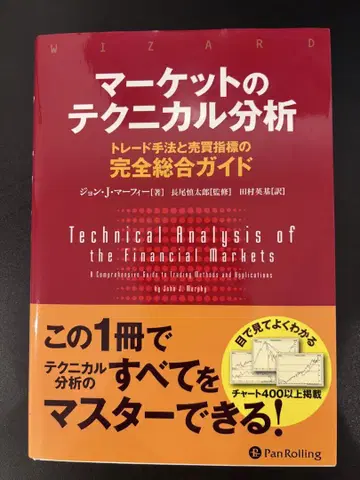 WIZARD
マーケットの
テクニカル分析
トレード手法と売買指標の
完全総合ガイド
ジョン・J・マーフィー[著] 長尾慎太郎[監修] 田村英基[訳]
Technical Analysis of
the Financial Markets
A Comprehensive Guide to Trading Methods and Applications
by John J. Murphy
この1冊で
テクニカル
分析の
すべてを
マスターできる!
目で見てよくわかる
チャート400以上掲載
PanRolling